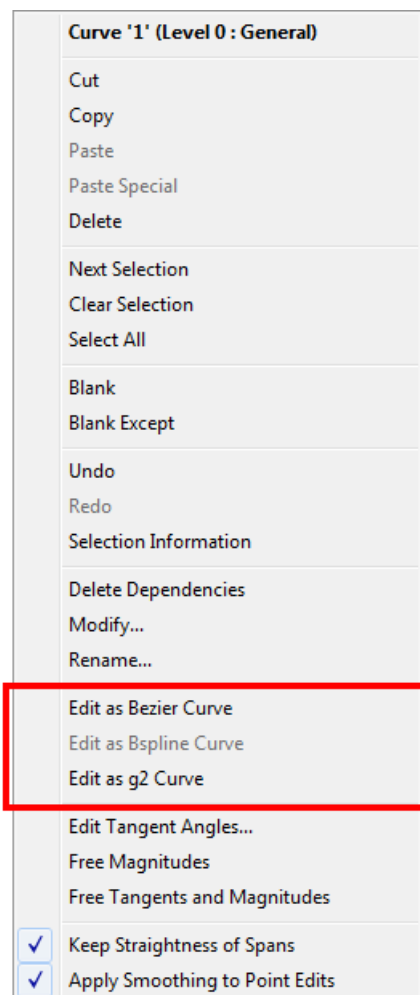 Curve '1' (Level 0 : General)
Cut
Copy
Paste
Paste Special
Delete
Next Selection
Clear Selection
Select All
Blank
Blank Except
Undo
Redo
Selection Information
Delete Dependencies
Modify...
Rename...
Edit as Bezier Curve
Edit as Bspline Curve
Edit as g2 Curve
Edit Tangent Angles...
Free Magnitudes
Free Tangents and Magnitudes
Keep Straightness of Spans
Apply Smoothing to Point Edits